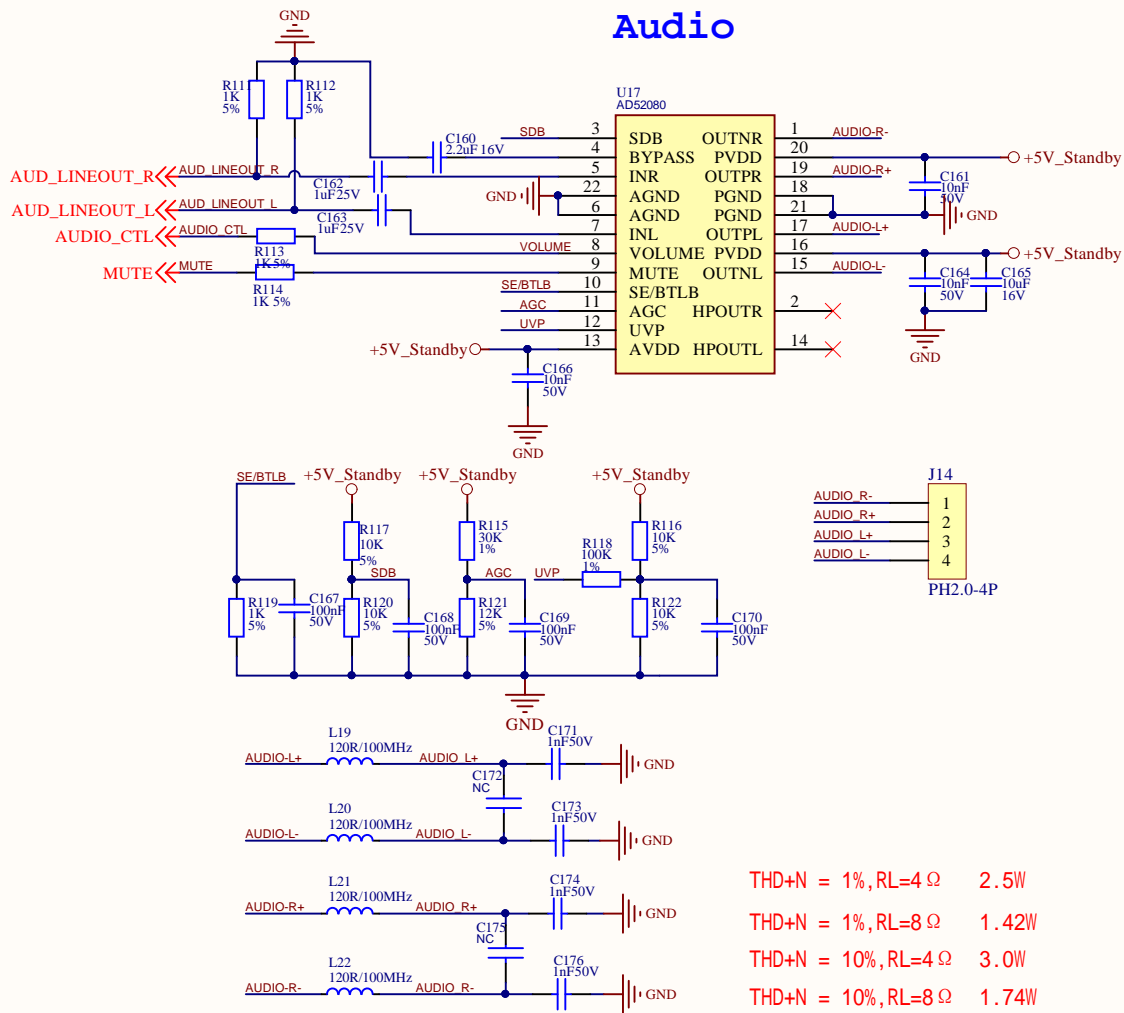 Audio
GND
R111
1K
5%
R112
1K
5%
C160
2.2uF 16V
U17
AD52080
SDB
3
SDB
OUTNR
1
AUDIO-R-
4
BYPASS
PVDD
20
+5V_Standby
AUD_LINEOUT_R
AUD_LINEOUT_R
C162
1uF25V
5
INR
OUTPR
19
AUDIO-R+
C161
10nF
50V
GND
22
AGND
PGND
18
6
AGND
PGND
21
GND
AUD_LINEOUT_L
AUD_LINEOUT_L
C163
1uF25V
7
INL
OUTPL
17
AUDIO-L+
AUDIO_CTL
AUDIO_CTL
R113
1K 5%
VOLUME
8
VOLUME
PVDD
16
+5V_Standby
MUTE
MUTE
R114
1K 5%
9
MUTE
OUTNL
15
AUDIO-L-
C164
10nF
50V
C165
10uF
16V
GND
SE/BTLB
10
SE/BTLB
AGC
11
AGC
HPOUTR
2
UVP
12
UVP
+5V_Standby
13
AVDD
HPOUTL
14
C166
10nF
50V
GND
SE/BTLB
+5V_Standby
+5V_Standby
+5V_Standby
R117
10K
5%
R115
30K
1%
R118
100K
1%
R116
10K
5%
SDB
AGC
UVP
R119
1K
5%
C167
100nF
50V
R120
10K
5%
C168
100nF
50V
R121
12K
5%
C169
100nF
50V
R122
10K
5%
C170
100nF
50V
GND
J14
AUDIO_R-
1
AUDIO_R+
2
AUDIO_L+
3
AUDIO_L-
4
PH2.0-4P
L19
120R/100MHz
AUDIO-L+
AUDIO_L+
C171
1nF50V
GND
C172
NC
L20
120R/100MHz
AUDIO-L-
AUDIO_L-
C173
1nF50V
GND
L21
120R/100MHz
AUDIO-R+
AUDIO_R+
C174
1nF50V
GND
C175
NC
L22
120R/100MHz
AUDIO-R-
AUDIO_R-
C176
1nF50V
GND
THD+N = 1%,RL=4Ω 2.5W
THD+N = 1%,RL=8Ω 1.42W
THD+N = 10%,RL=4Ω 3.0W
THD+N = 10%,RL=8Ω 1.74W